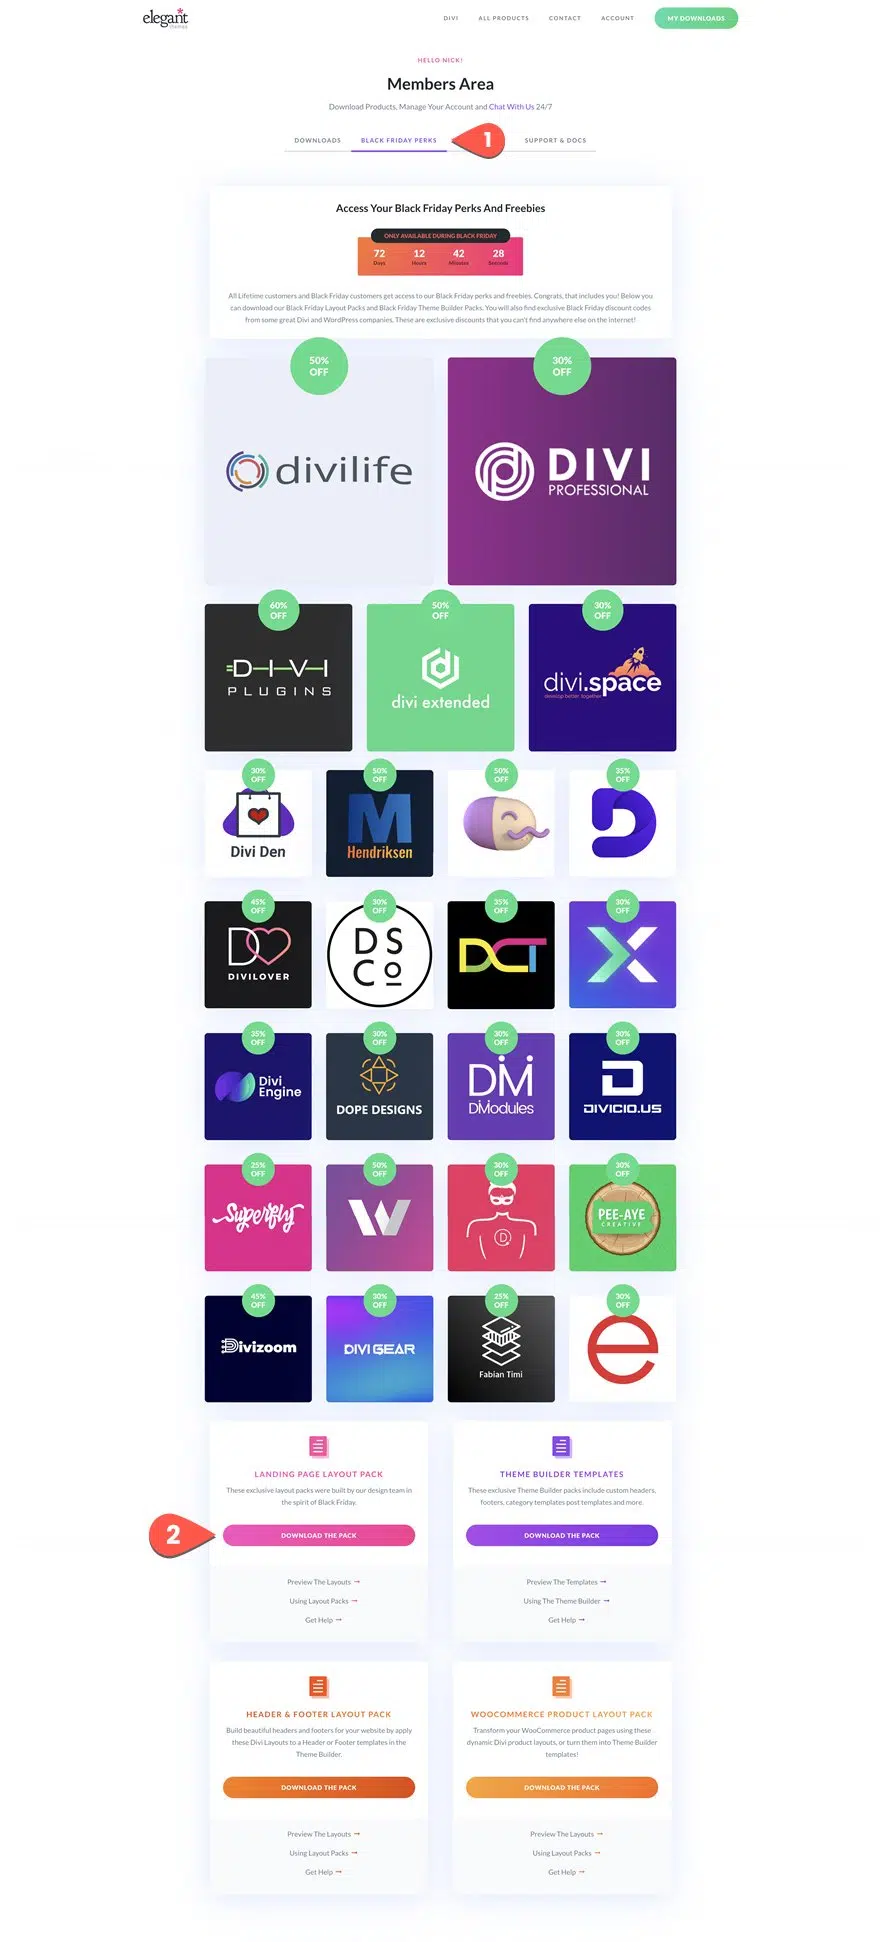 elegant
themes
DIVI ALL PRODUCTS CONTACT ACCOUNT MY DOWNLOADS
HELLO NICK!
Members Area
Download Products, Manage Your Account and Chat With Us 24/7
DOWNLOADS BLACK FRIDAY PERKS 1 SUPPORT & DOCS
Access Your Black Friday Perks And Freebies
ONLY AVAILABLE DURING BLACK FRIDAY
72 12 42 28
Days Hours Minutes Seconds
All Lifetime customers and Black Friday customers get access to our Black Friday perks and freebies. Congrats, that includes you! Below you
can download our Black Friday Layout Packs and Black Friday Theme Builder Packs. You will also find exclusive Black Friday discount codes
from some great Divi and WordPress companies. These are exclusive discounts that you can't find anywhere else on the internet!
50%
OFF
divilife
30%
OFF
DIVI
PROFESSIONAL
60%
OFF
D-I-V-I
PLUGINS
50%
OFF
divi extended
30%
OFF
divi.space
develop better together
30%
OFF
Divi Den
50%
OFF
M
Hendriksen
50%
OFF
35%
OFF
D
45%
OFF
D
DIVILOVER
30%
OFF
DS
Co
35%
OFF
DCT
30%
OFF
X
35%
OFF
Divi
Engine
30%
OFF
DOPE DESIGNS
30%
OFF
DM
DiModules
30%
OFF
D
DIVICIO.US
25%
OFF
Superfly
50%
OFF
W
30%
OFF
D
30%
OFF
PEE-AYE
CREATIVE
45%
OFF
Divizoom
30%
OFF
DIVIGEAR
25%
OFF
Fabian Timi
30%
OFF
e
LANDING PAGE LAYOUT PACK
These exclusive layout packs were built by our design team in
the spirit of Black Friday.
2
DOWNLOAD THE PACK
Preview The Layouts →
Using Layout Packs →
Get Help →
THEME BUILDER TEMPLATES
These exclusive Theme Builder packs include custom headers,
footers, category templates post templates and more.
DOWNLOAD THE PACK
Preview The Templates →
Using The Theme Builder →
Get Help →
HEADER & FOOTER LAYOUT PACK
Build beautiful headers and footers for your website by apply
these Divi Layouts to a Header or Footer templates in the
Theme Builder.
DOWNLOAD THE PACK
Preview The Layouts →
Using Layout Packs →
Get Help →
WOOCOMMERCE PRODUCT LAYOUT PACK
Transform your WooCommerce product pages using these
dynamic Divi product layouts, or turn them into Theme Builder
templates!
DOWNLOAD THE PACK
Preview The Layouts →
Using Layout Packs →
Get Help →